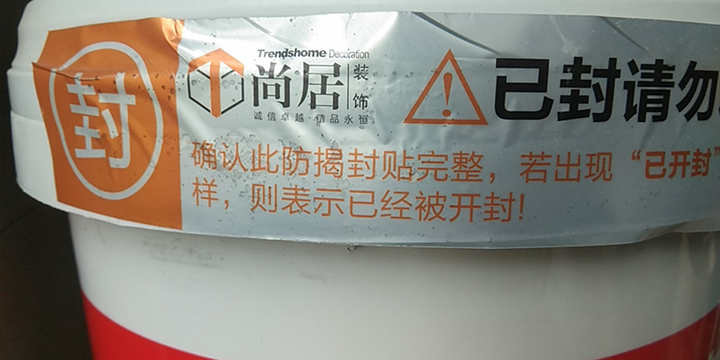 封
Trendshome Decoration
尚居装饰
诚信卓越·精品永恒
已封请勿
确认此防揭封贴完整，若出现“已开封”
样，则表示已经被开封!